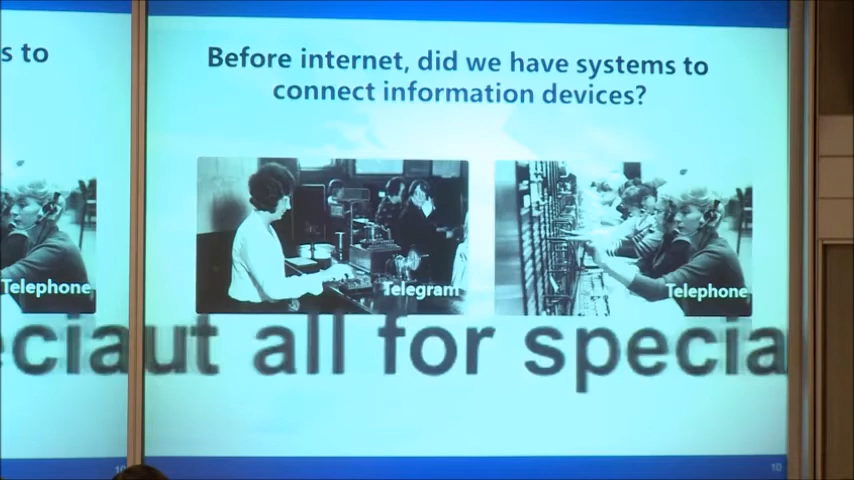 s to
Before internet, did we have systems to
connect information devices?
Telephone
Telegram
Telephone
eciaut all for specia
10
10